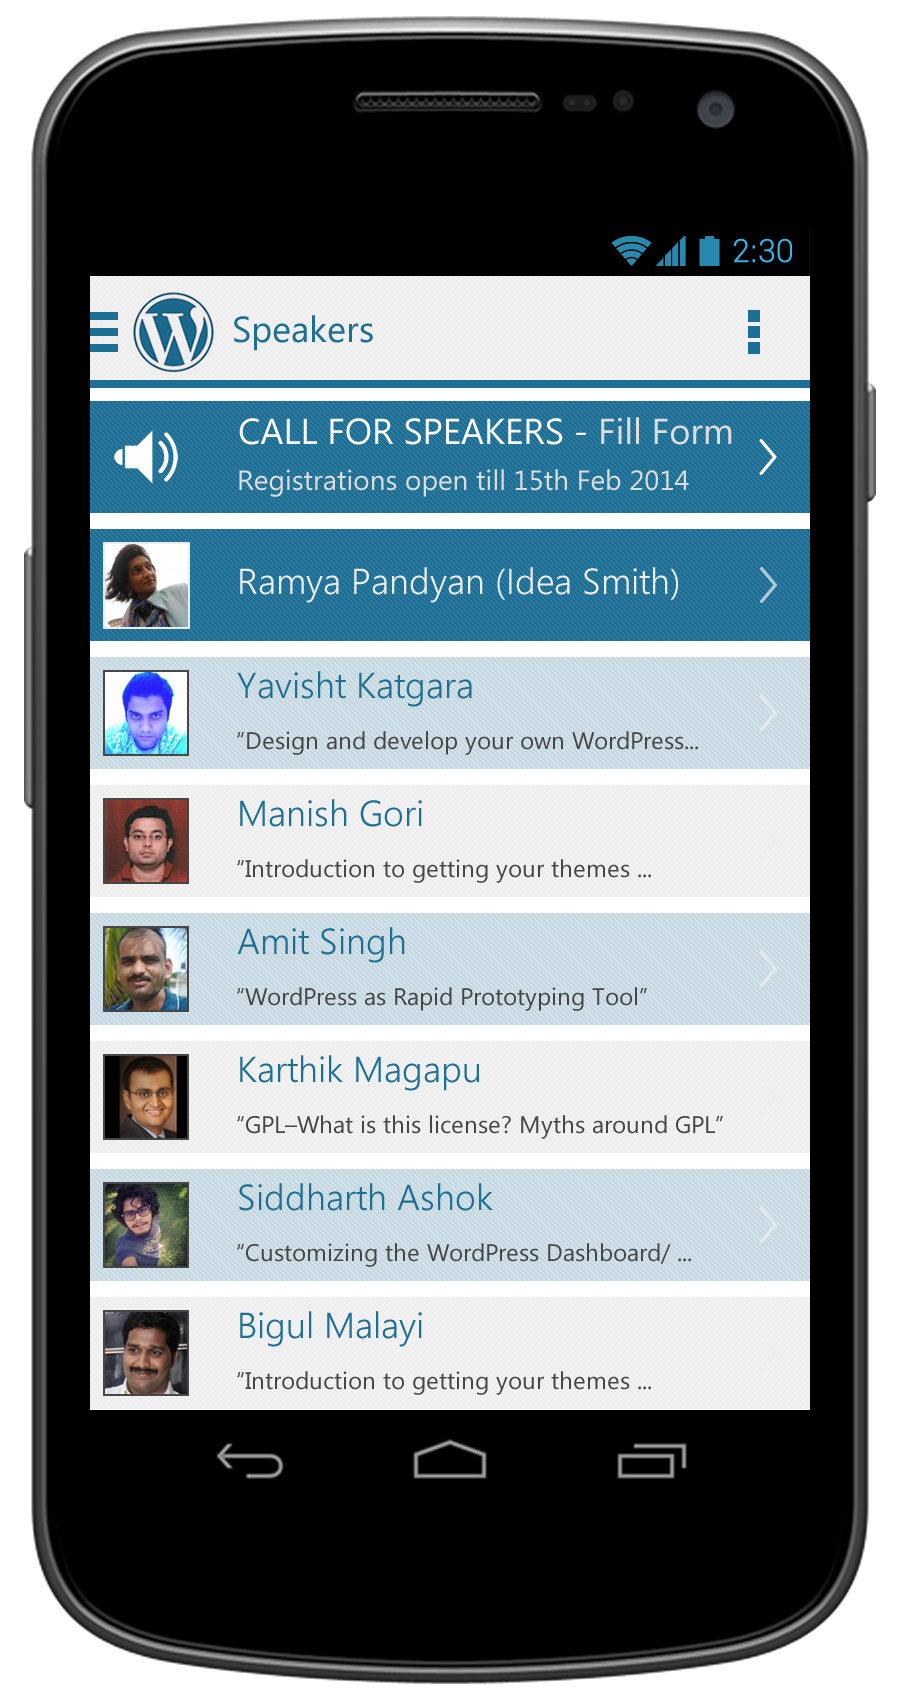 2:30
Speakers
CALL FOR SPEAKERS - Fill Form
Registrations open till 15th Feb 2014
Ramya Pandyan (Idea Smith)
Yavisht Katgara
“Design and develop your own WordPress...
Manish Gori
“Introduction to getting your themes ...
Amit Singh
“WordPress as Rapid Prototyping Tool”
Karthik Magapu
“GPL–What is this license? Myths around GPL”
Siddharth Ashok
“Customizing the WordPress Dashboard/ ...
Bigul Malayi
“Introduction to getting your themes ...